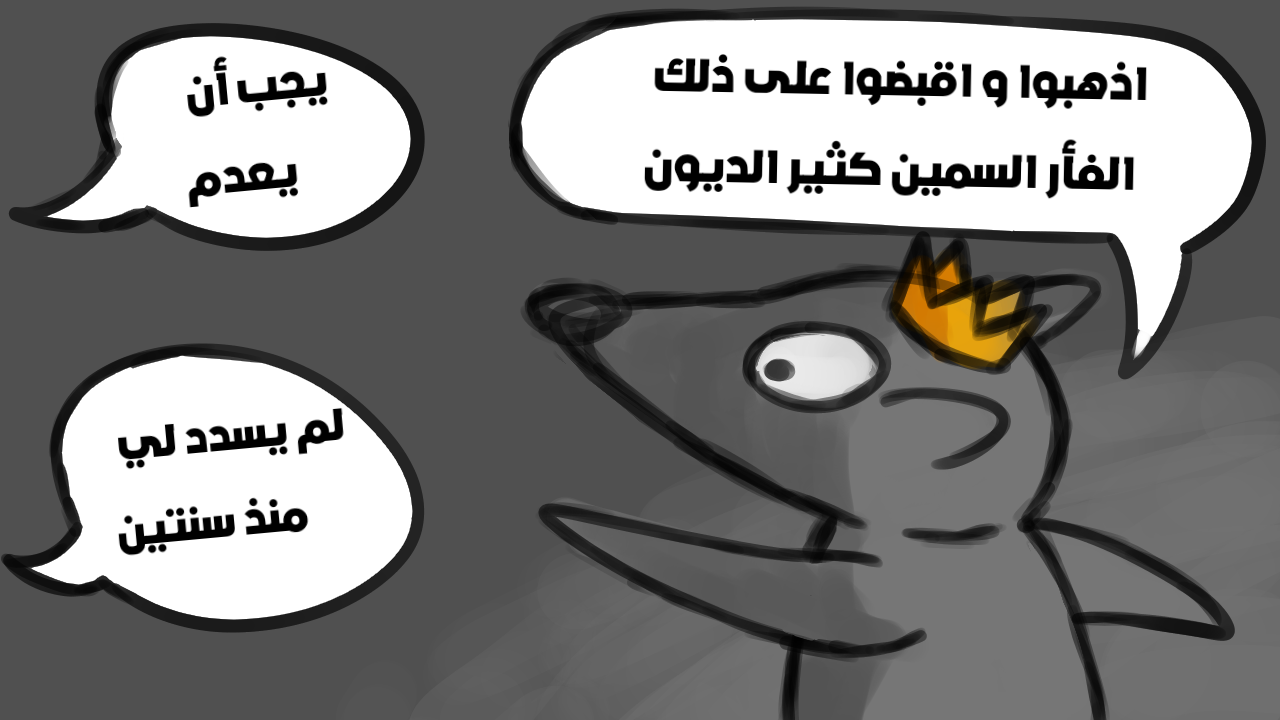 اذهبوا و اقبضوا على ذلك
الفأر السمين كثير الديون
يجب أن
يعدم
لم يسدد لي
منذ سنتين